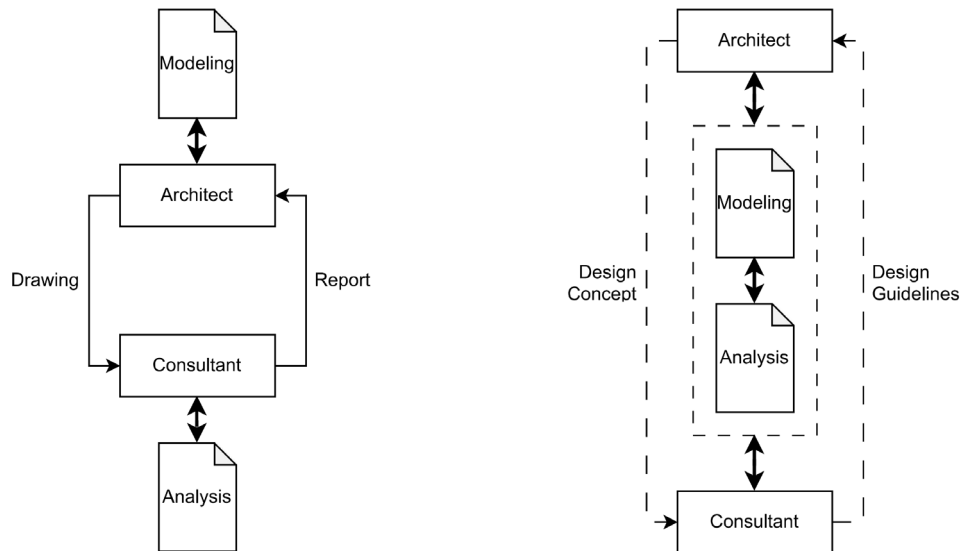 Modeling
Architect
Drawing
Report
Consultant
Analysis
Architect
Modeling
Design
Concept
Design
Guidelines
Analysis
Consultant